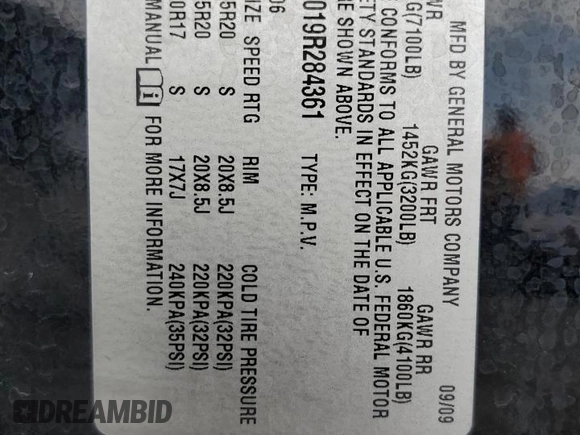 MFD BY GENERAL MOTORS COMPANY 09/09
GAWR FRT GAWR RR
(7100LB) 1452KG(3200LB) 1860KG(4100LB)
CONFORMS TO ALL APPLICABLE U.S. FEDERAL MOTOR
STANDARDS IN EFFECT ON THE DATE OF
SHOWN ABOVE.
019R284361 TYPE: M.P.V.
06
SPEED RTG RIM COLD TIRE PRESSURE
5R20 S 20X8.5J 220KPA(32PSI)
5R20 S 20X8.5J 220KPA(32PSI)
0R17 S 17X7J 240KPA(35PSI)
MANUAL i FOR MORE INFORMATION.
DREAMBID